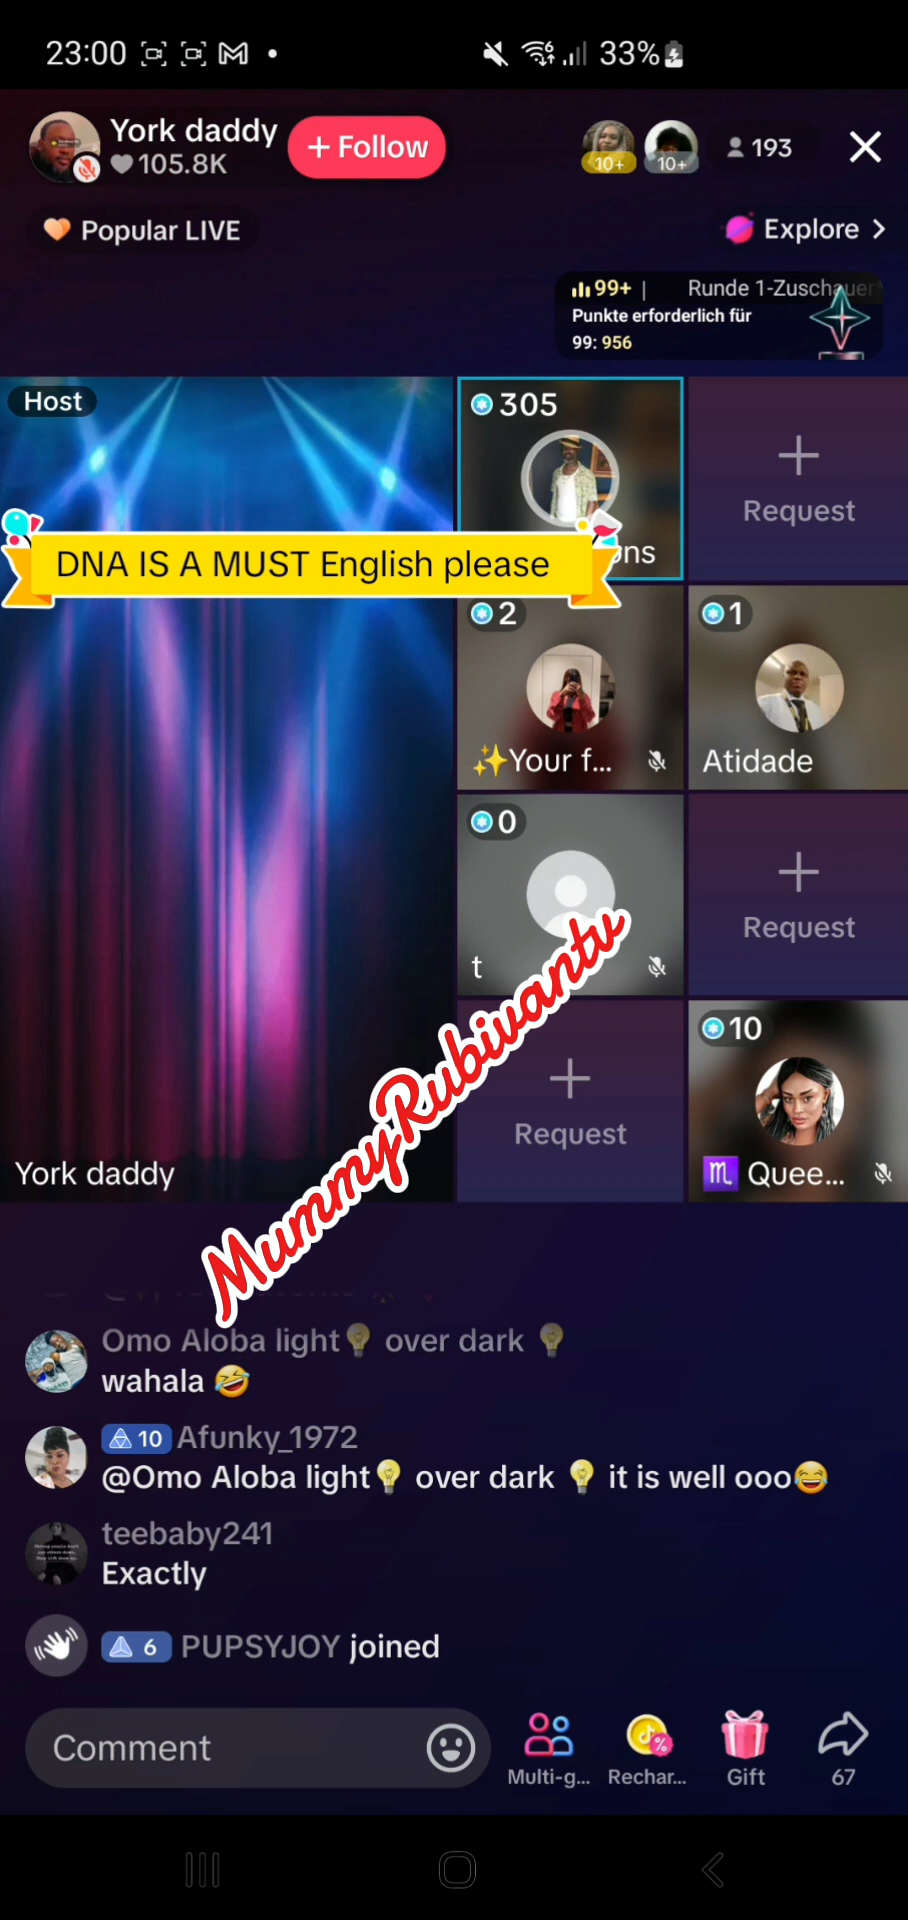 23:00
33%
York daddy
105.8K
+ Follow
10+
10+
193
Popular LIVE
Explore >
99+ | Runde 1-Zuschauer
Punkte erforderlich für
99: 956
Host
305
Request
DNA IS A MUST English please
ons
2
1
✨Your f...
Atidade
0
Request
t
MummyRubivantv
Request
10
York daddy
♏ Quee...
Omo Aloba light💡 over dark 💡
wahala 🤣
10 Afunky_1972
@Omo Aloba light💡 over dark 💡 it is well ooo😂
teebaby241
Exactly
6 PUPSYJOY joined
Comment
Multi-g...
Rechar...
Gift
67